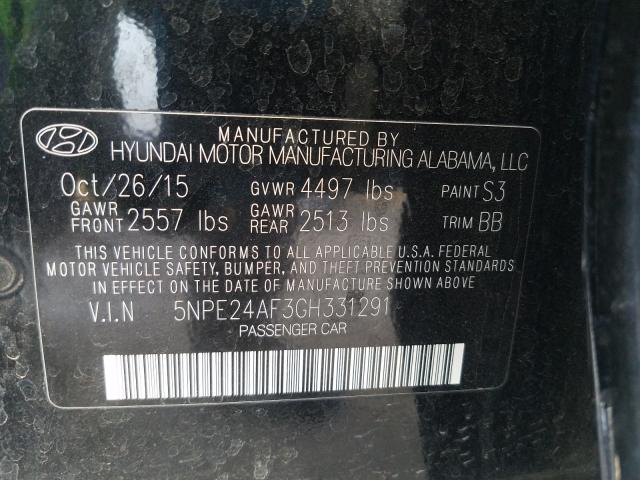 MANUFACTURED BY
HYUNDAI MOTOR MANUFACTURING ALABAMA, LLC
Oct/26/15 GVWR 4497 lbs PAINT S3
GAWR FRONT 2557 lbs GAWR REAR 2513 lbs TRIM BB
THIS VEHICLE CONFORMS TO ALL APPLICABLE U.S.A. FEDERAL
MOTOR VEHICLE SAFETY, BUMPER, AND THEFT PREVENTION STANDARDS
IN EFFECT ON THE DATE OF MANUFACTURE SHOWN ABOVE
V.I.N 5NPE24AF3GH331291
PASSENGER CAR